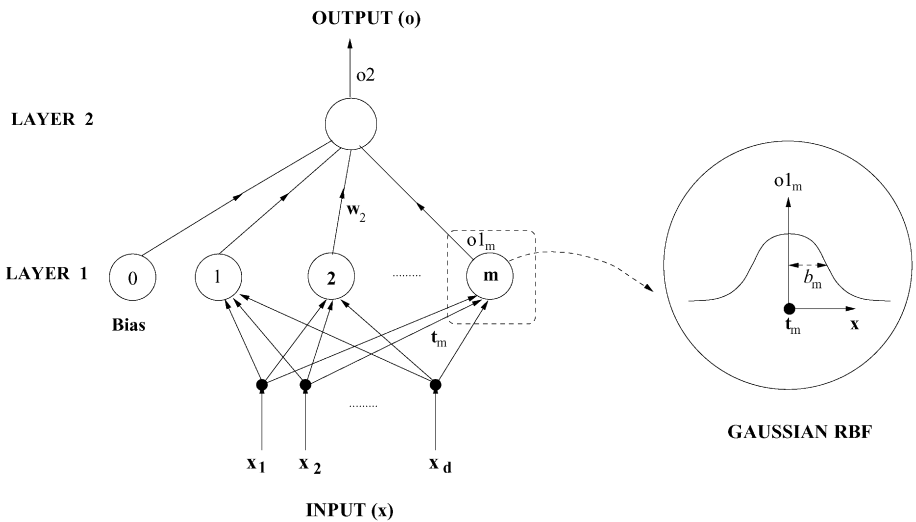 OUTPUT (o)
o2
LAYER 2
w2
o1m
o1m
LAYER 1
0
1
2
........
m
bm
Bias
tm
tm
x
.........
GAUSSIAN RBF
x1
x2
xd
INPUT (x)